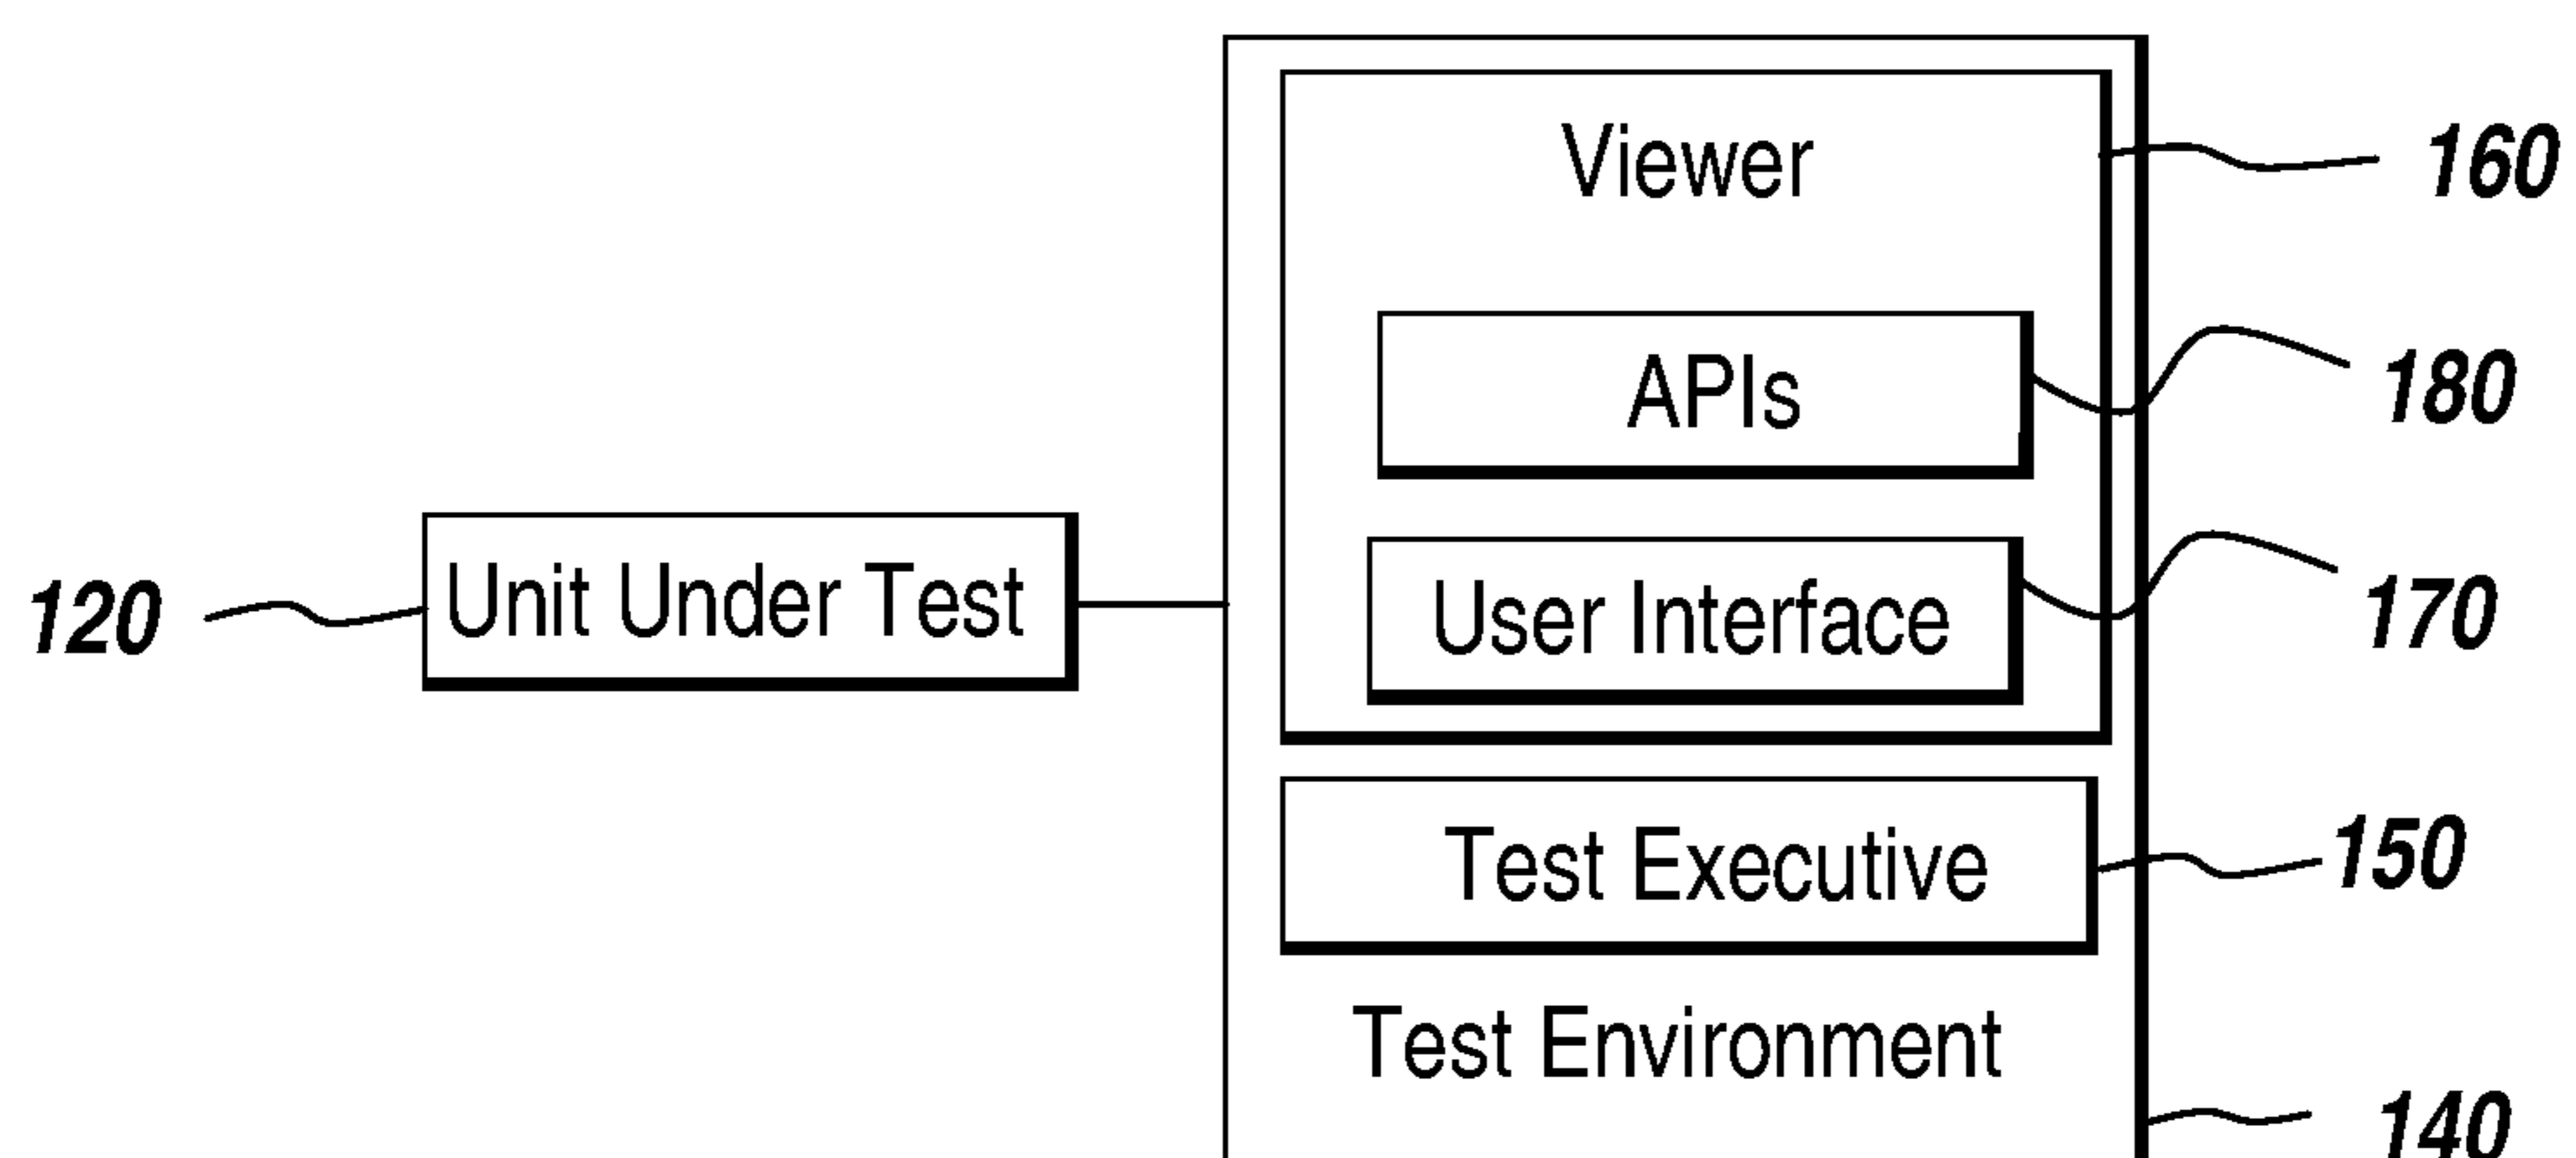 Viewer
160
APIs
180
120
Unit Under Test
User Interface
170
Test Executive
150
Test Environment
140